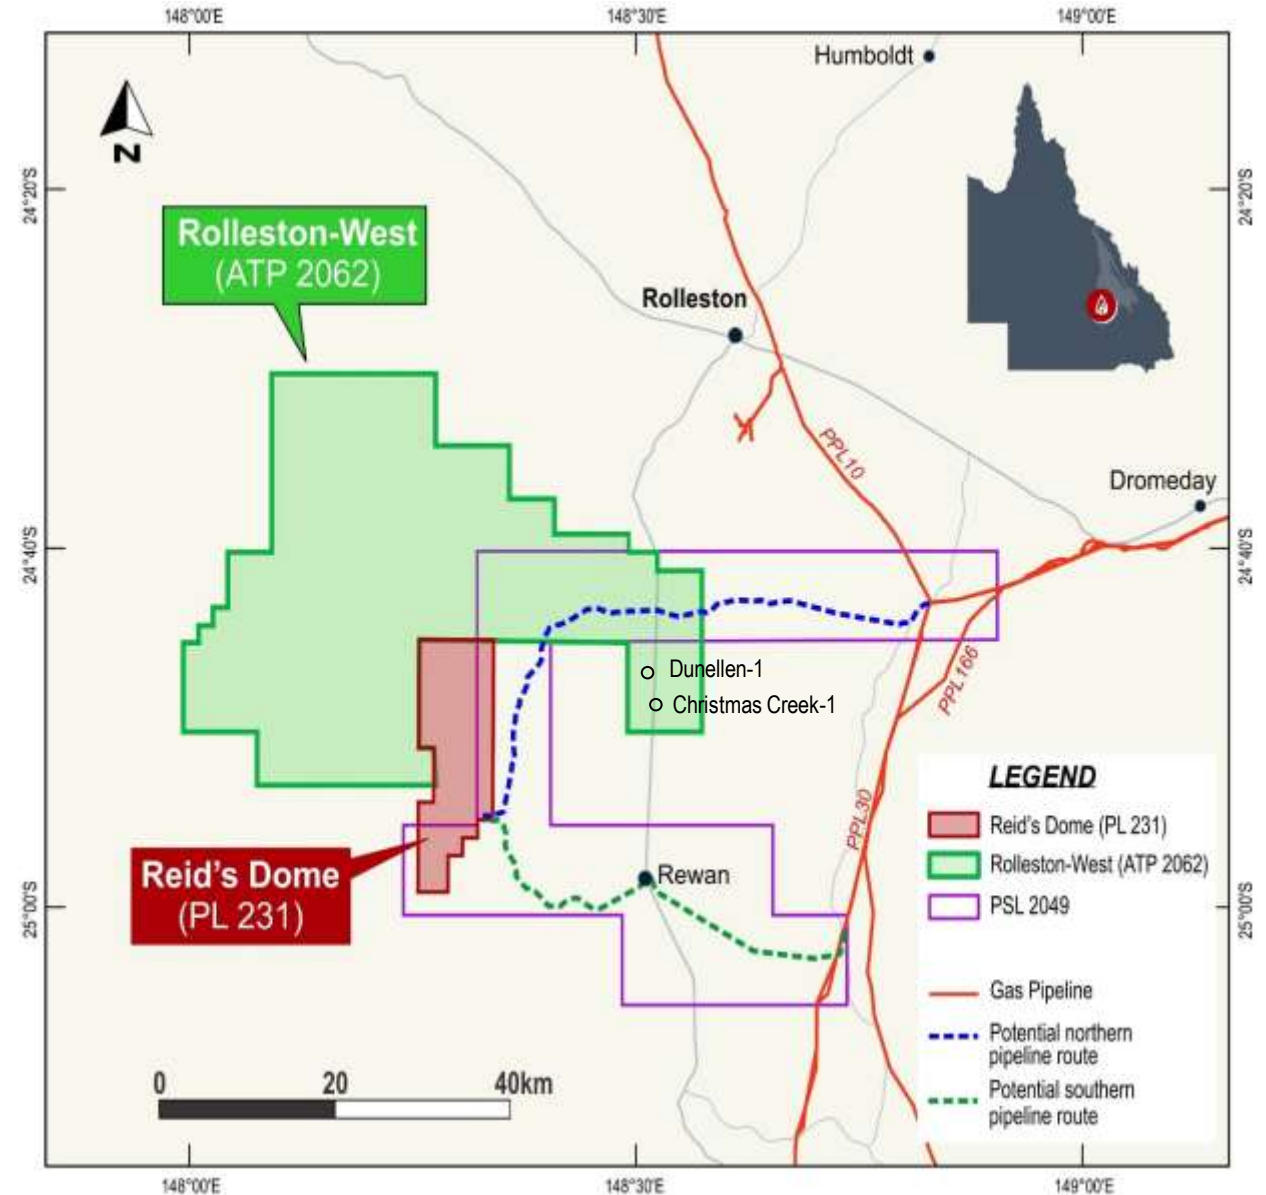 148°00'E
148°30'E
149°00'E
Humboldt
N
24°20'S
24°20'S
Rolleston-West
(ATP 2062)
Rolleston
PPL10
Dromeday
24°40'S
24°40'S
Dunellen-1
Christmas Creek-1
PPL166
PPL30
LEGEND
Reid's Dome (PL 231)
Rolleston-West (ATP 2062)
PSL 2049
Gas Pipeline
Potential northern
pipeline route
Potential southern
pipeline route
Reid's Dome
(PL 231)
Rewan
25°00'S
25°00'S
0 20 40km
148°00'E
148°30'E
149°00'E